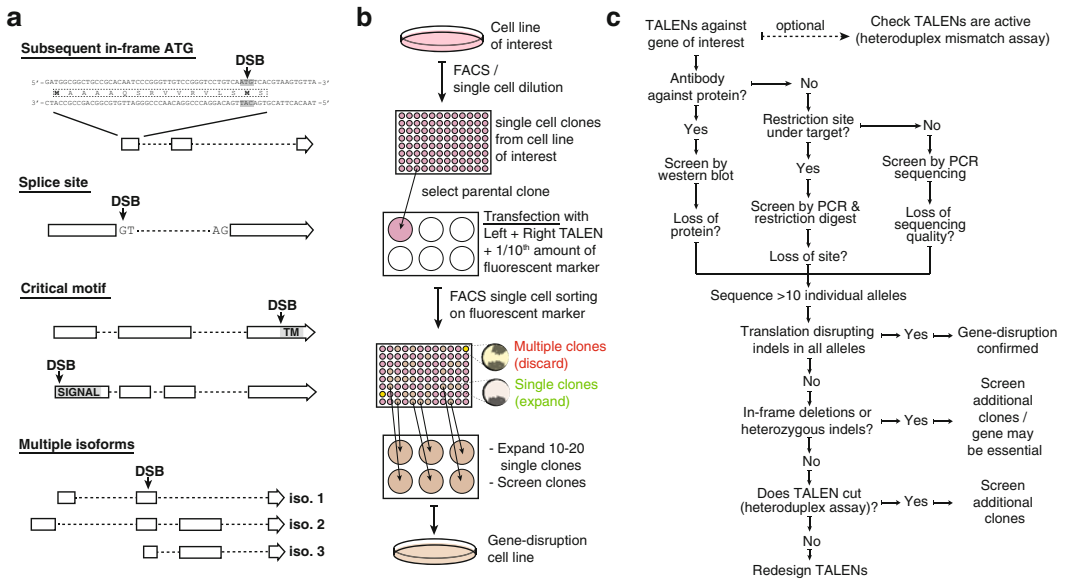 a
Subsequent in-frame ATG
DSB
5’-GATGGCGGCTGCCGCACAATCCCGGGTTGTCCGGGTCCTGTCAATGTCACGTAAGTGTTA-3’
M A A A A Q S R V V R V L S M S
3’-CTACCGCCGACGGCGTGTTAGGGCCCAACAGGCCCAGGACAGTTACAGTGCATTCACAAT-5’
Splice site
DSB
GT AG
Critical motif
DSB
TM
DSB
SIGNAL
Multiple isoforms
DSB
iso. 1
iso. 2
iso. 3
b
Cell line
of interest
FACS /
single cell dilution
single cell clones
from cell line
of interest
select parental clone
Transfection with
Left + Right TALEN
+ 1/10th amount of
fluorescent marker
FACS single cell sorting
on fluorescent marker
Multiple clones
(discard)
Single clones
(expand)
- Expand 10-20
single clones
- Screen clones
Gene-disruption
cell line
c
TALENs against
gene of interest
optional
Check TALENs are active
(heteroduplex mismatch assay)
Antibody
against protein?
No
Restriction site
under target?
No
Yes
Screen by
western blot
Yes
Screen by PCR
sequencing
Screen by PCR &
restriction digest
Loss of
protein?
Loss of
sequencing
quality?
Loss of site?
Sequence >10 individual alleles
Translation disrupting
indels in all alleles
Yes
Gene-disruption
confirmed
No
In-frame deletions or
heterozygous indels?
Yes
Screen
additional
clones /
gene may
be essential
No
Does TALEN cut
(heteroduplex assay)?
Yes
Screen
additional
clones
No
Redesign TALENs